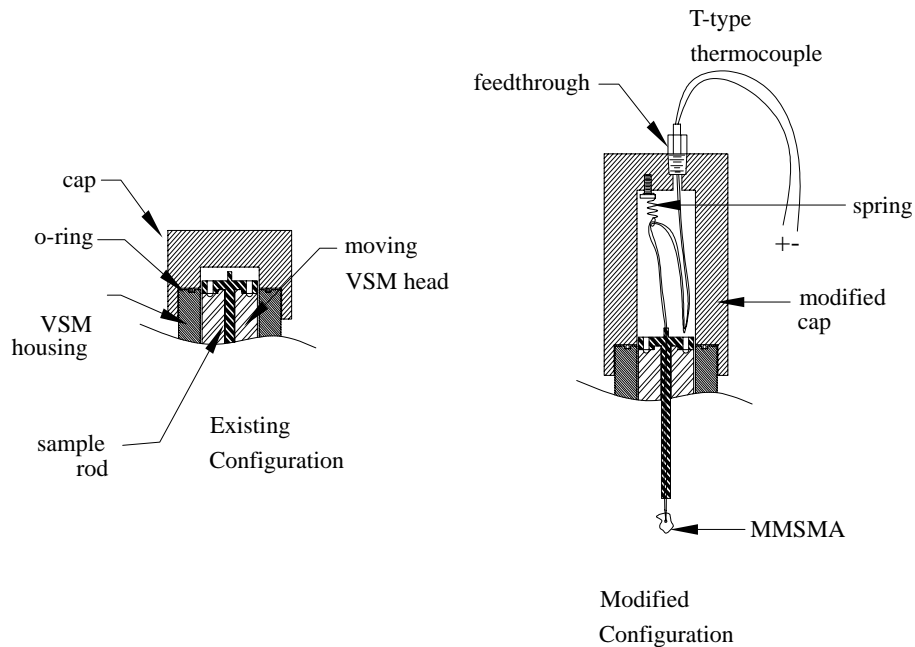 cap
o-ring
VSM
housing
sample
rod
moving
VSM head
Existing
Configuration
T-type
thermocouple
feedthrough
spring
+-
modified
cap
MMSMA
Modified
Configuration